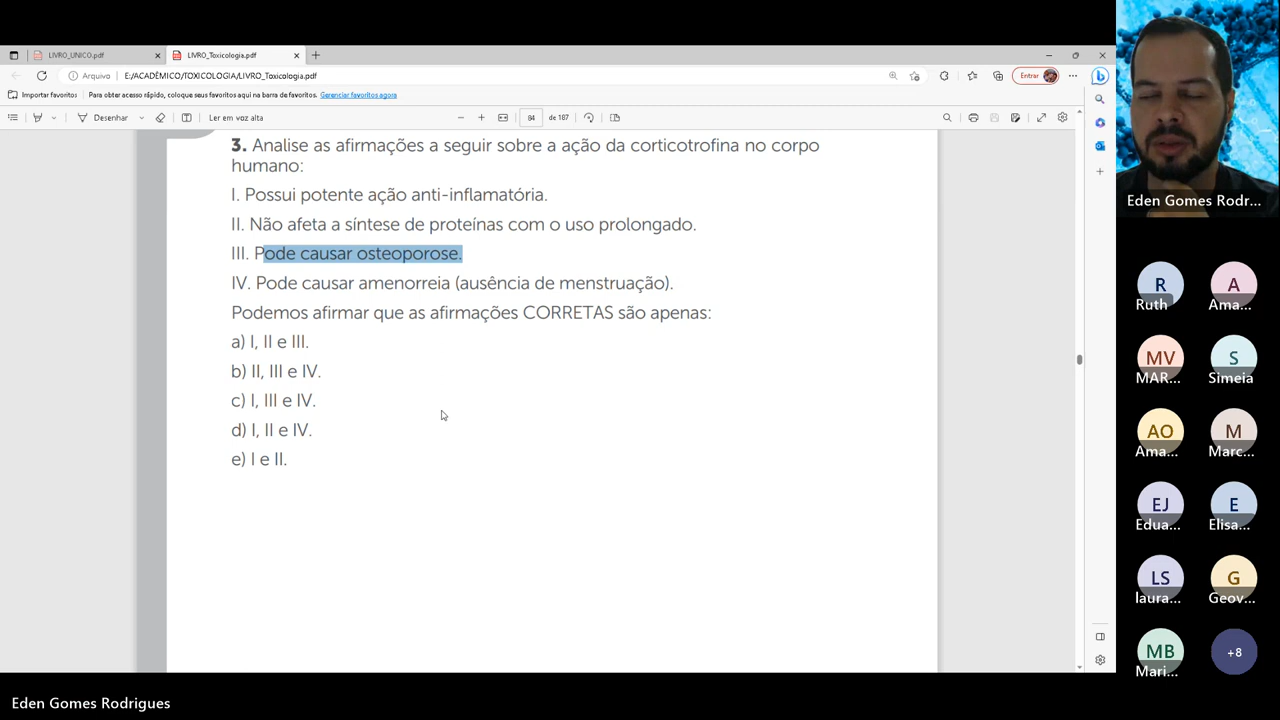 LIVRO_UNICO.pdf
LIVRO_Toxicologia.pdf
Arquivo
E:/ACADÊMICO/TOXICOLOGIA/LIVRO_Toxicologia.pdf
Entrar
Importar favoritos
Para obter acesso rápido, coloque seus favoritos aqui na barra de favoritos. Gerenciar favoritos agora
Desenhar
Ler em voz alta
84 de 187
3. Analise as afirmações a seguir sobre a ação da corticotrofina no corpo
humano:
I. Possui potente ação anti-inflamatória.
II. Não afeta a síntese de proteínas com o uso prolongado.
III. Pode causar osteoporose.
IV. Pode causar amenorreia (ausência de menstruação).
Podemos afirmar que as afirmações CORRETAS são apenas:
a) I, II e III.
b) II, III e IV.
c) I, III e IV.
d) I, II e IV.
e) I e II.
Eden Gomes Rodr...
R
Ruth
A
Ama...
MV
MAR...
S
Simeia
AO
Ama...
M
Marc...
EJ
Edua...
E
Elisa...
LS
laura...
G
Geov...
MB
Mari...
+8
Eden Gomes Rodrigues